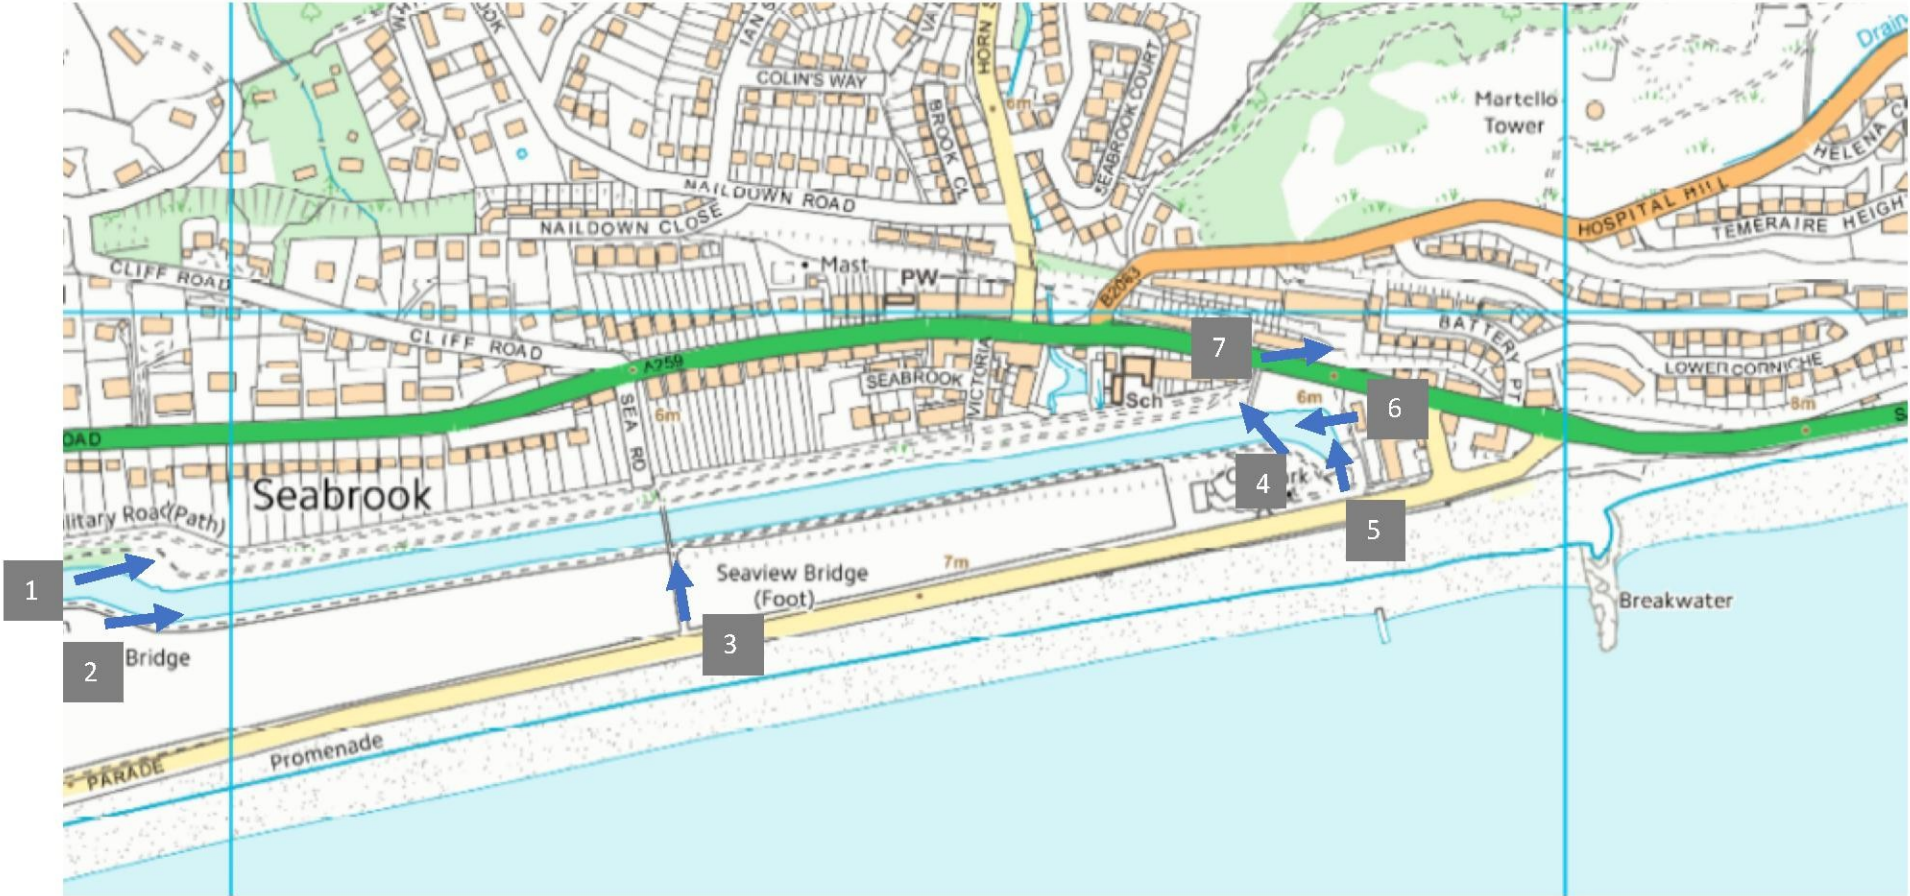 Drain
IAN S
HORN S
COLIN'S WAY
6m
BROOK CL
SEABROOK COURT
Martello
Tower
HELENA C
NAILDOWN ROAD
NAILDOWN CLOSE
HOSPITAL HILL
TEMERAIRE HEIGH
CLIFF ROAD
Mast
PW
B2063
BATTERY
PT
7
CLIFF ROAD
A259
SEABROOK
VICTORIA
LOWER CORNICHE
Sch
6m
6
8m
SEA RD
6m
OAD
S
4
Seabrook
litary Road(Path)
5
1
7m
Seaview Bridge
(Foot)
Breakwater
3
2
Bridge
Promenade
PARADE